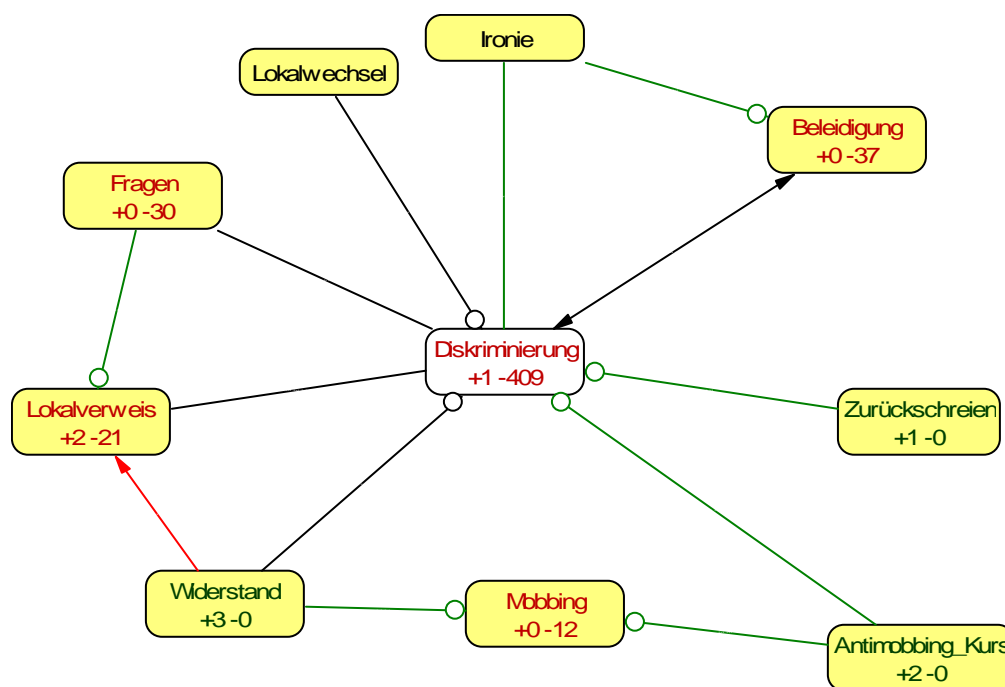 Ironie
Lokalwechsel
Beleidigung
+0 -37
Fragen
+0 -30
Diskriminierung
+1 -409
Lokalverweis
+2 -21
Zurückschreien
+1 -0
Widerstand
+3 -0
Mobbing
+0 -12
Antimobbing_Kurs
+2 -0